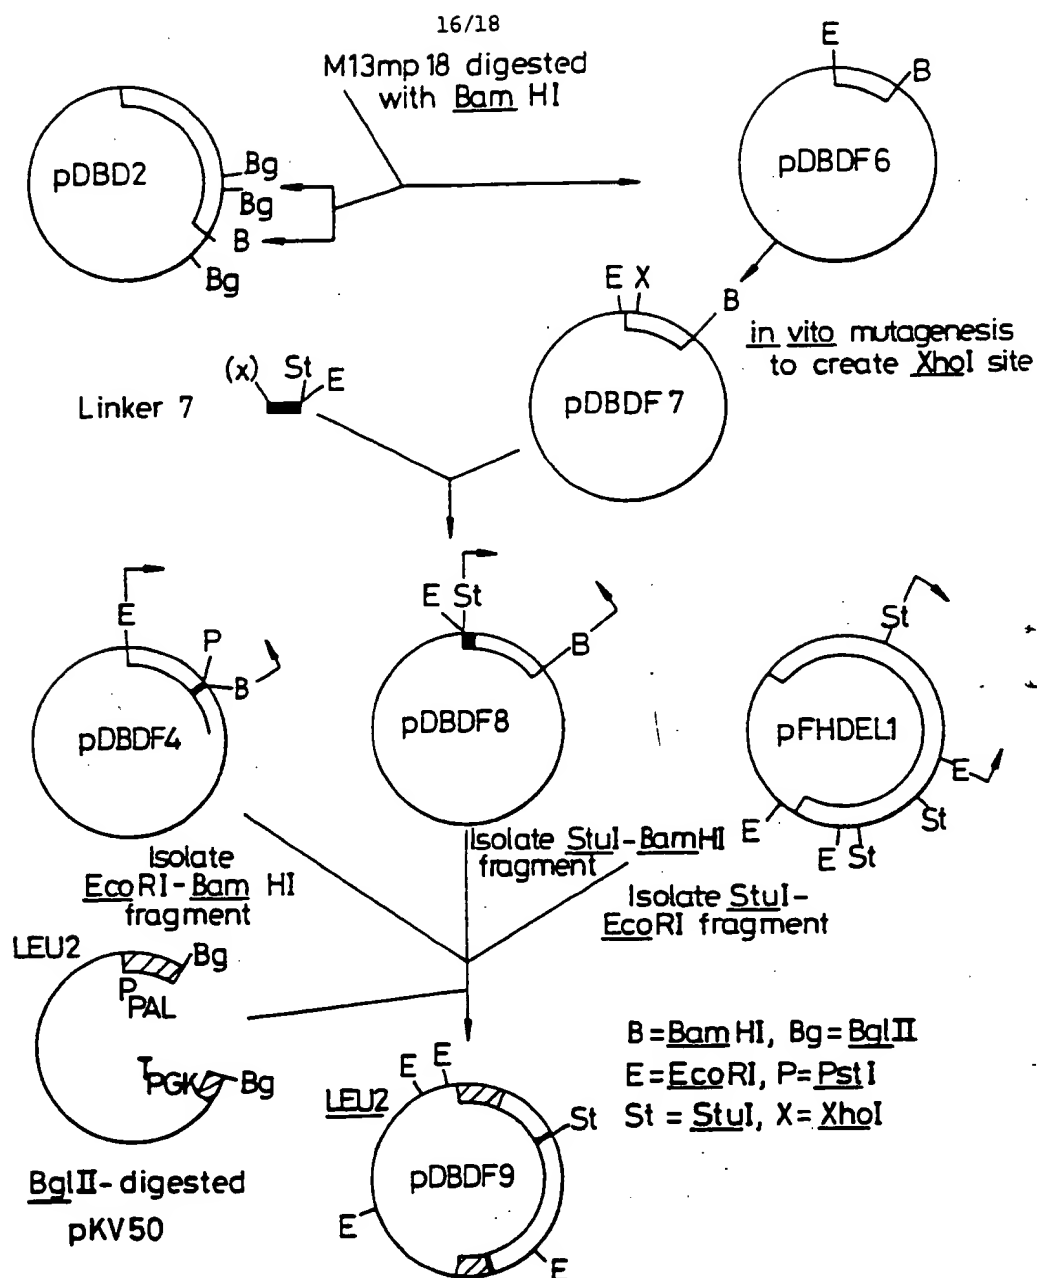 16/18
M13mp18 digested
with Bam HI
pDBD2
Bg
Bg
B
Bg
E
B
pDBDF6
E X
B
pDBDF7
in vito mutagenesis
to create XhoI site
(x)
St
E
Linker 7
E
P
B
pDBDF4
E St
B
pDBDF8
St
pFHDEL1
E
St
E
E St
Isolate
EcoRI-Bam HI
fragment
Isolate StuI-BamHI
fragment
Isolate StuI-
EcoRI fragment
LEU2
Bg
PPAL
TPGK
Bg
BglII-digested
pKV50
E E
LEU2
St
pDBDF9
E
E
B=Bam HI, Bg=BglII
E=EcoRI, P=PstI
St = StuI, X= XhoI